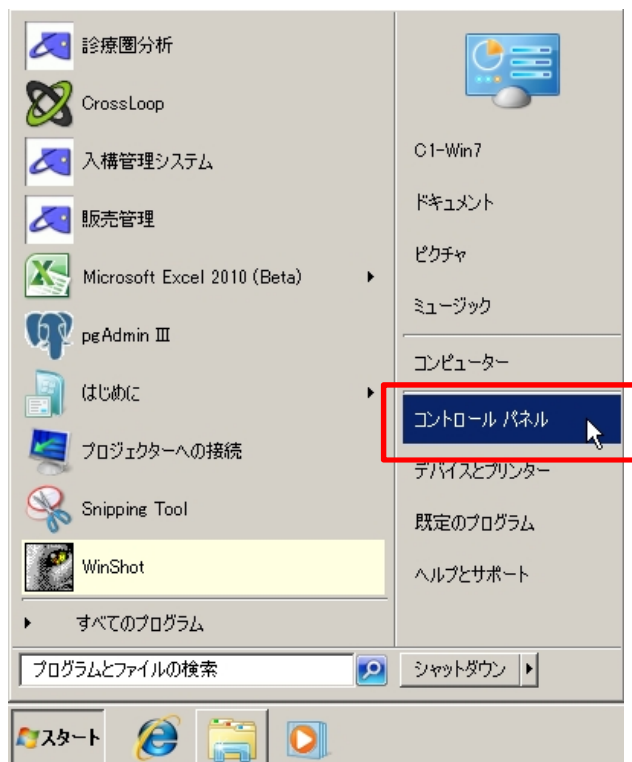 診療圏分析
CrossLoop
入構管理システム
販売管理
Microsoft Excel 2010 (Beta)
pgAdmin III
はじめに
プロジェクターへの接続
Snipping Tool
WinShot
すべてのプログラム
プログラムとファイルの検索
C1-Win7
ドキュメント
ピクチャ
ミュージック
コンピューター
コントロール パネル
デバイスとプリンター
既定のプログラム
ヘルプとサポート
シャットダウン
スタート